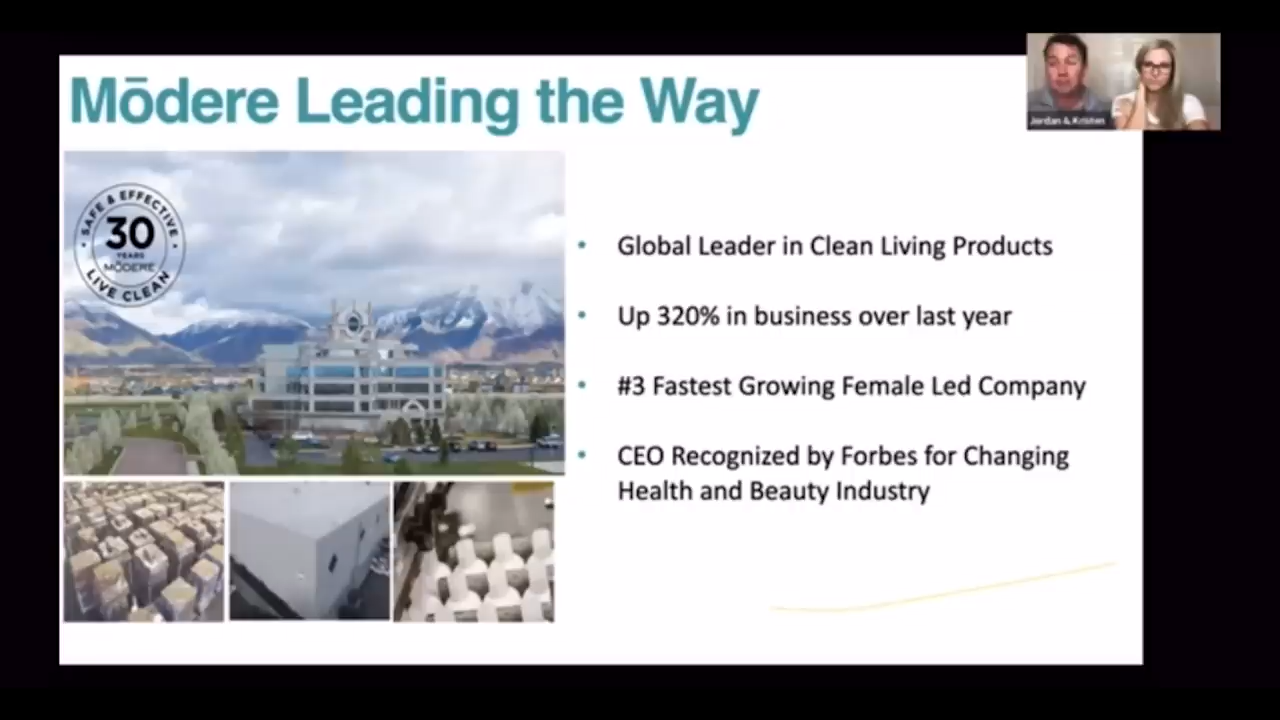 Mōdere Leading the Way
Jordan & Kristen
SAFE & EFFECTIVE
30
YEARS
MŌDERE
LIVE CLEAN
• Global Leader in Clean Living Products
• Up 320% in business over last year
• #3 Fastest Growing Female Led Company
• CEO Recognized by Forbes for Changing
Health and Beauty Industry